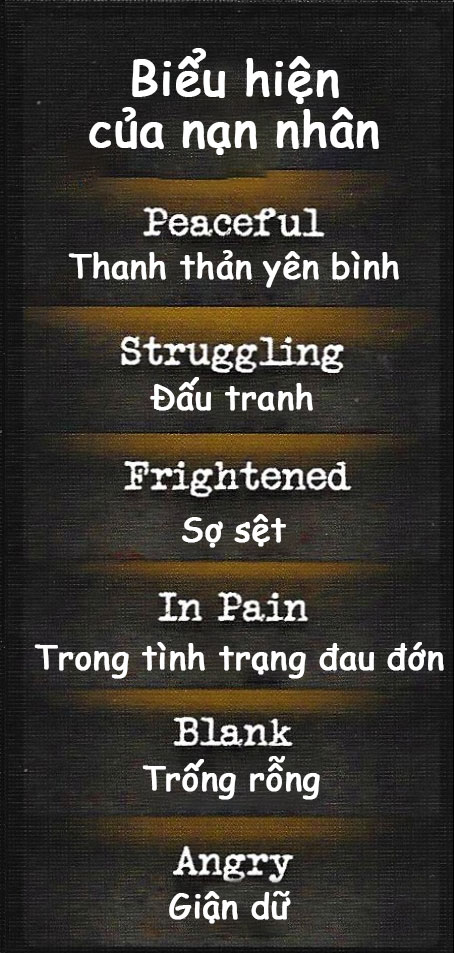 Biểu hiện
của nạn nhân
Peaceful
Thanh thản yên bình
Struggling
Đấu tranh
Frightened
Sợ sệt
In Pain
Trong tình trạng đau đớn
Blank
Trống rỗng
Angry
Giận dữ